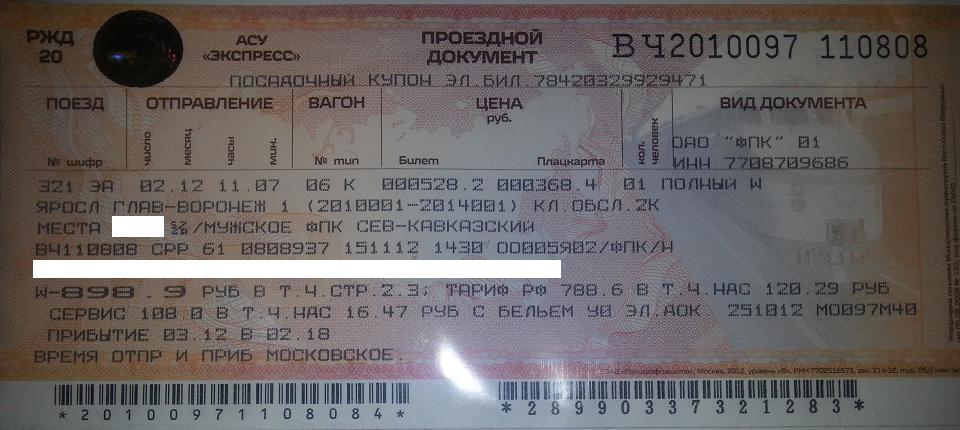 РЖД АСУ ПРОЕЗДНОЙ ВЧ2010097 110808
20 «ЭКСПРЕСС» ДОКУМЕНТ
ПОСАДОЧНЫЙ КУПОН ЭЛ.БИЛ.78420329929471
ПОЕЗД ОТПРАВЛЕНИЕ ВАГОН ЦЕНА ВИД ДОКУМЕНТА
руб.
№ шифр число месяц часы мин. № тип Билет Плацкарта кол. человек
ОАО "ФПК" 01
ИНН 7708709686
321 ЭА 02.12 11.07 06 К 000528.2 000368.4 01 ПОЛНЫЙ W
ЯРОСЛ ГЛАВ-ВОРОНЕЖ 1 (2010001-2014001) КЛ.ОБСЛ.2К
МЕСТА /МУЖСКОЕ ФПК СЕВ-КАВКАЗСКИЙ
ВЧ110808 СРР 61 0808937 151112 1430 00005Я02/ФПК/И
W-898.9 РУБ В Т.Ч.СТР.2.3; ТАРИФ РФ 788.6 В Т.Ч.НАС 120.29 РУБ
СЕРВИС 108.0 В Т.Ч.НАС 16.47 РУБ С БЕЛЬЕМ У0 ЭЛ.АОК. 251012 М0097М40
ПРИБЫТИЕ 03.12 В 02.18
ВРЕМЯ ОТПР И ПРИБ МОСКОВСКОЕ.
*20100971108084*
*2899033732128 3*